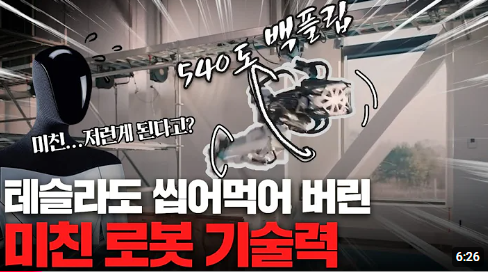 540도 백플립
미친...저런게 된다고?
테슬라도 씹어먹어 버린
미친 로봇 기술력
6:26